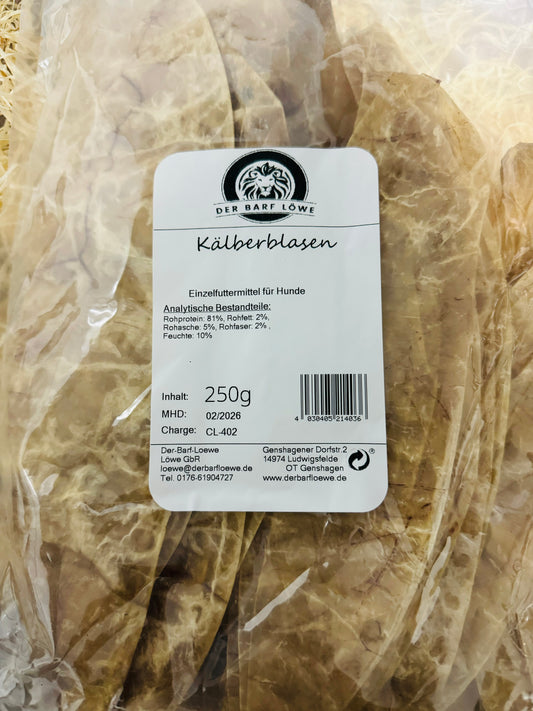 DER BARF LÖWE
Kälberblasen
Einzelfuttermittel für Hunde
Analytische Bestandteile:
Rohprotein: 81%, Rohfett: 2%,
Rohasche: 5%, Rohfaser: 2% ,
Feuchte: 10%
Inhalt: 250g
MHD: 02/2026
Charge: CL-402
4 030405 214036
Der-Barf-Loewe
Löwe GbR
loewe@derbarfloewe.de
Tel. 0176-61904727
Genshagener Dorfstr.2
14974 Ludwigsfelde
OT Genshagen
www.derbarfloewe.de
®